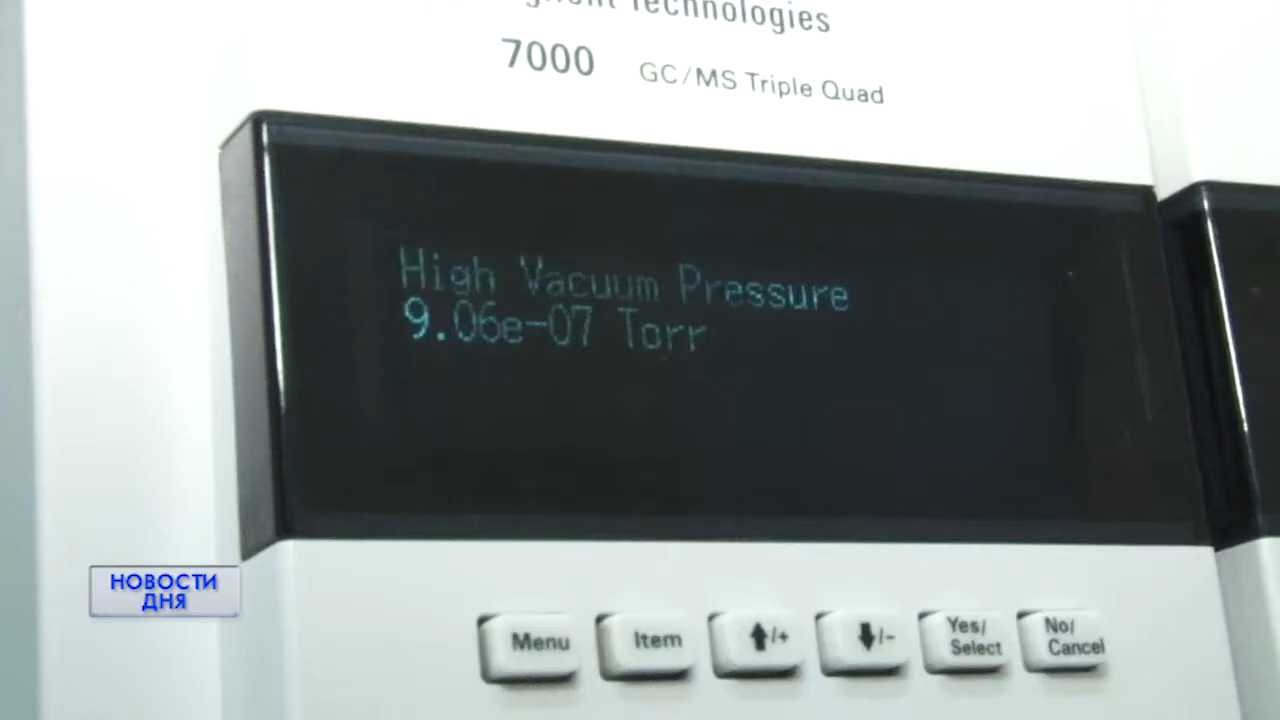 Technologies
7000 GC/MS Triple Quad
High Vacuum Pressure
9.06e-07 Torr
НОВОСТИ
ДНЯ
Menu Item ⬆/+ ⬇/- Yes/ No/
Select Cancel